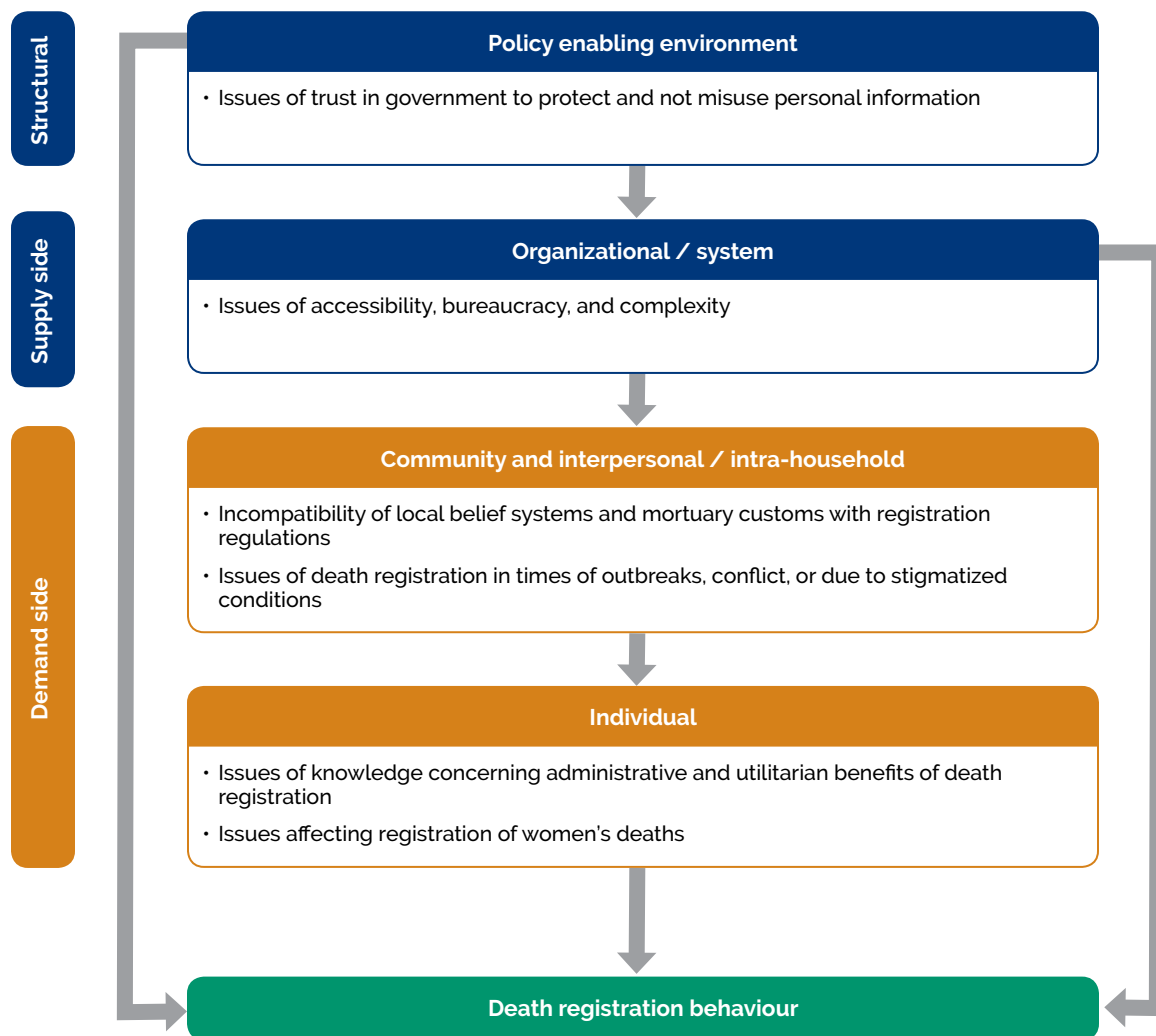 Structural
Policy enabling environment
• Issues of trust in government to protect and not misuse personal information
Supply side
Organizational / system
• Issues of accessibility, bureaucracy, and complexity
Demand side
Community and interpersonal / intra-household
• Incompatibility of local belief systems and mortuary customs with registration
regulations
• Issues of death registration in times of outbreaks, conflict, or due to stigmatized
conditions
Individual
• Issues of knowledge concerning administrative and utilitarian benefits of death
registration
• Issues affecting registration of women’s deaths
Death registration behaviour